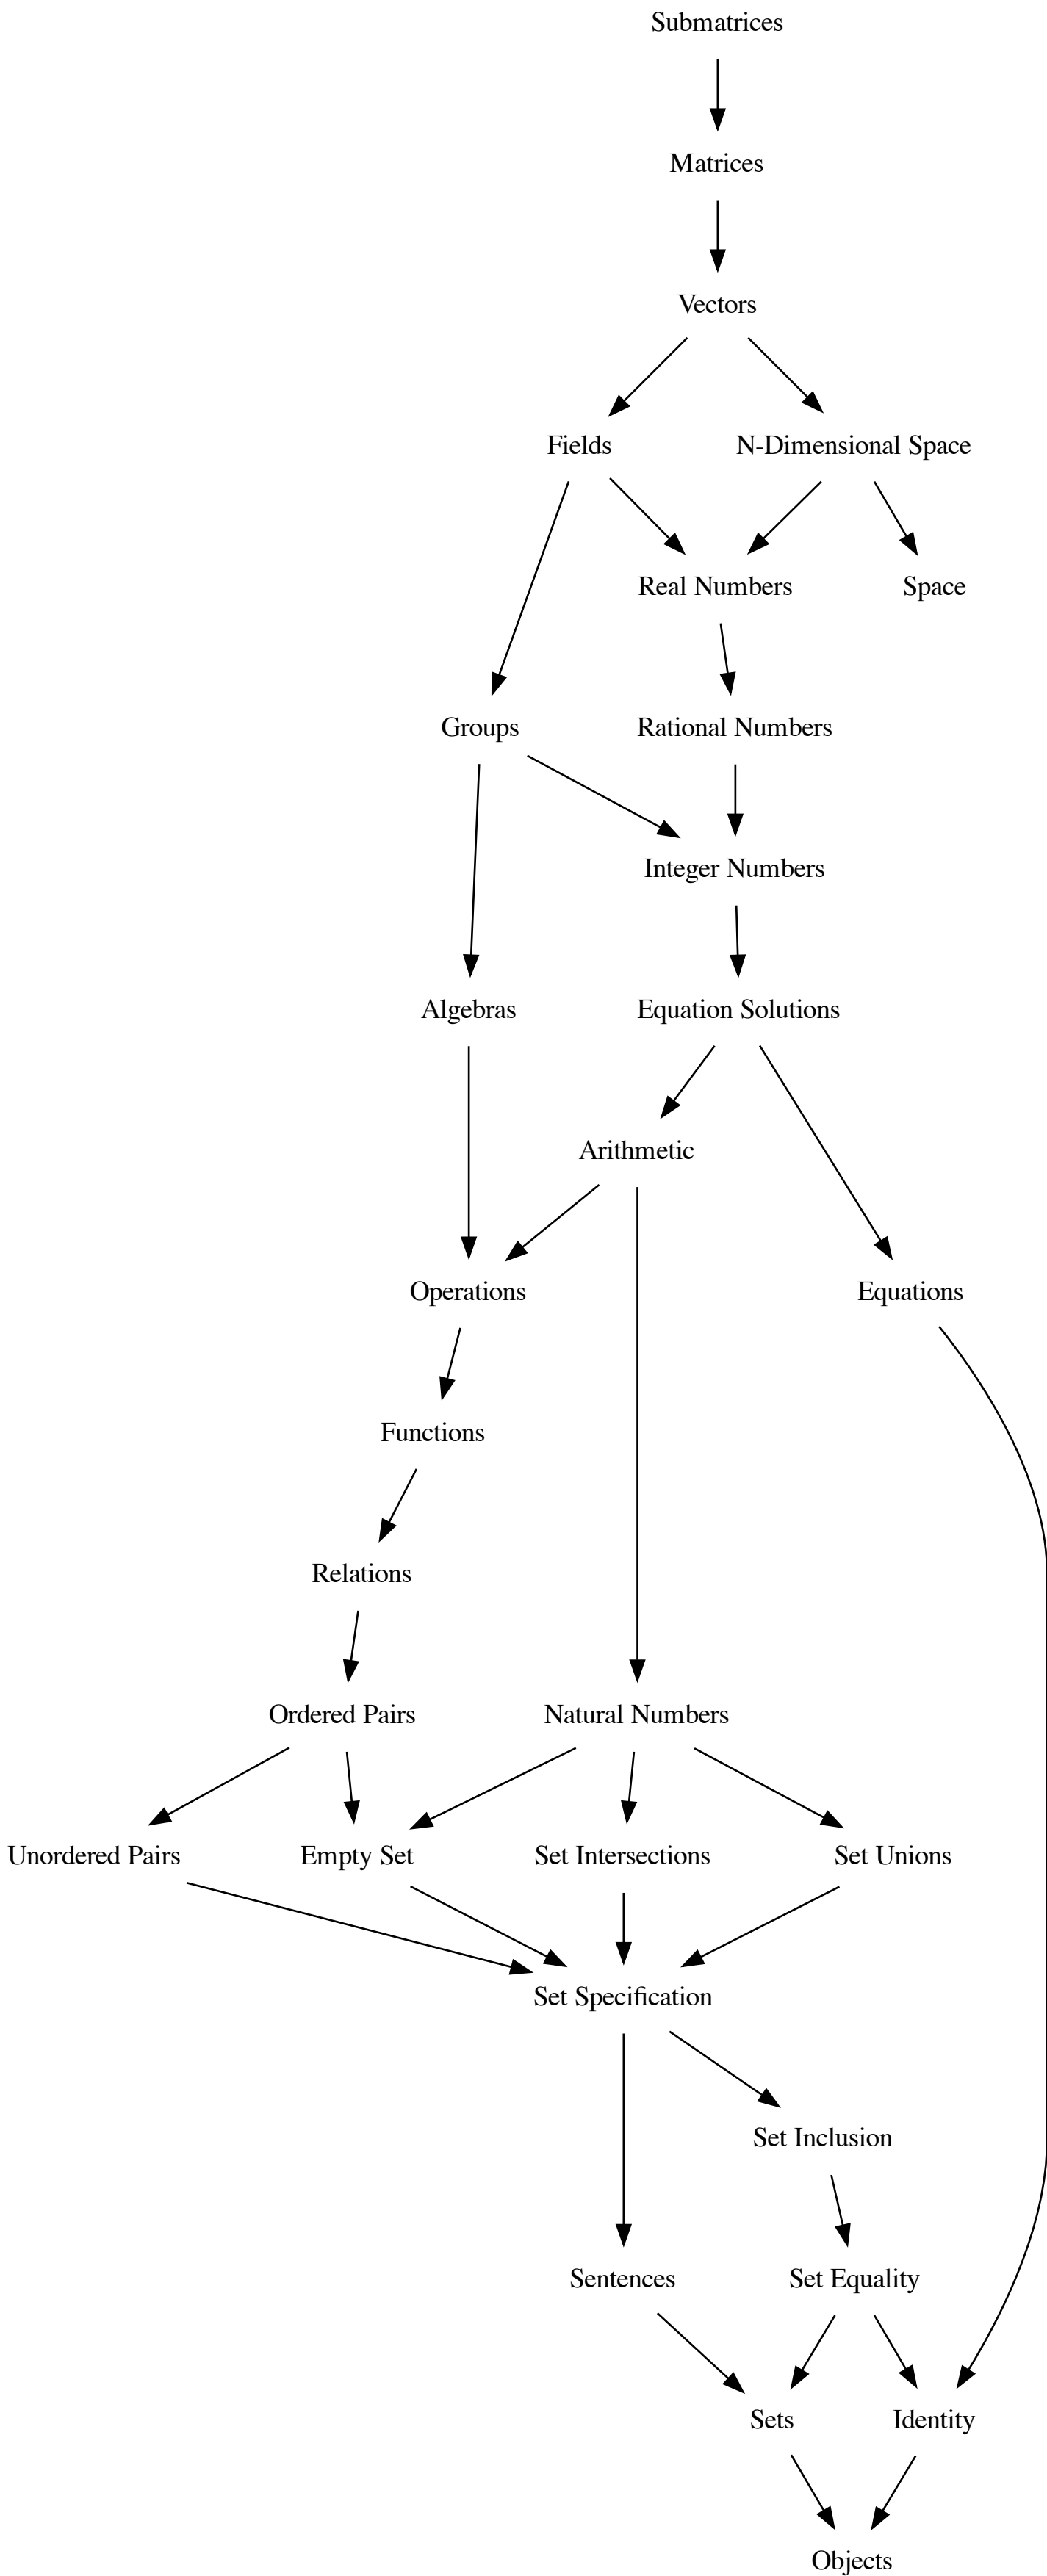 Submatrices
Matrices
Vectors
Fields
N-Dimensional Space
Real Numbers
Space
Groups
Rational Numbers
Integer Numbers
Algebras
Equation Solutions
Arithmetic
Operations
Equations
Functions
Relations
Ordered Pairs
Natural Numbers
Unordered Pairs
Empty Set
Set Intersections
Set Unions
Set Specification
Set Inclusion
Sentences
Set Equality
Sets
Identity
Objects